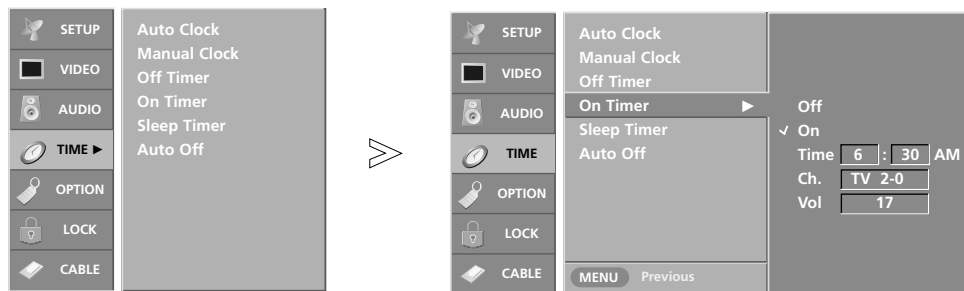 SETUP
VIDEO
AUDIO
TIME ►
OPTION
LOCK
CABLE
Auto Clock
Manual Clock
Off Timer
On Timer
Sleep Timer
Auto Off
SETUP
VIDEO
AUDIO
TIME
OPTION
LOCK
CABLE
Auto Clock
Manual Clock
Off Timer
On Timer ►
Sleep Timer
Auto Off
MENU Previous
Off
✓ On
Time 6 : 30 AM
Ch. TV 2-0
Vol 17